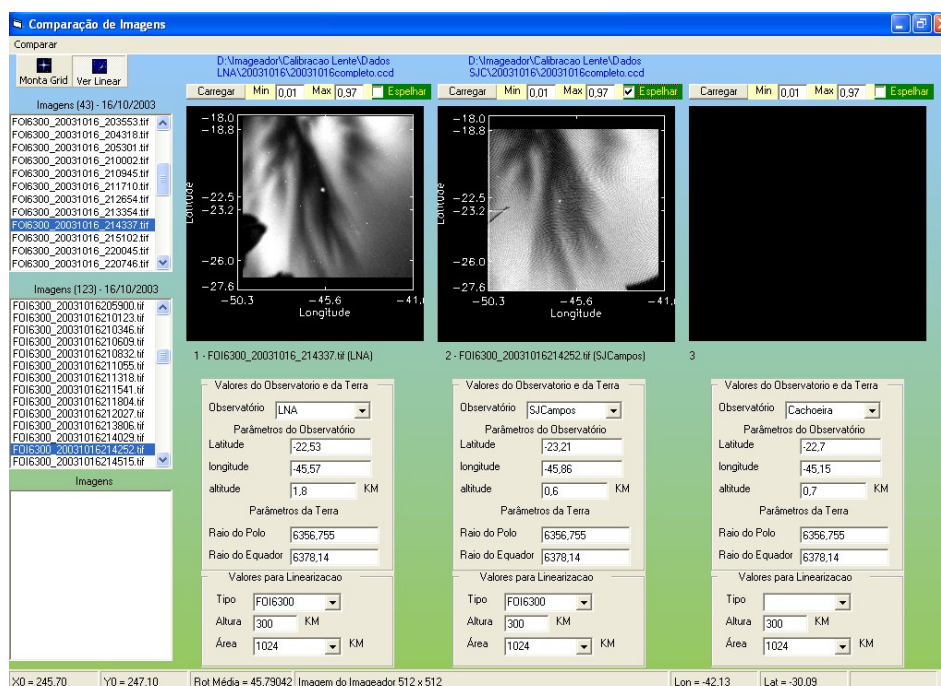 Comparação de Imagens
Comparar
Monta Grid
Ver Linear
Imagens (43) - 16/10/2003
FOI6300_20031016_203553.tif
FOI6300_20031016_204318.tif
FOI6300_20031016_205301.tif
FOI6300_20031016_210002.tif
FOI6300_20031016_210945.tif
FOI6300_20031016_211710.tif
FOI6300_20031016_212654.tif
FOI6300_20031016_213354.tif
FOI6300_20031016_214337.tif
FOI6300_20031016_215102.tif
FOI6300_20031016_220045.tif
FOI6300_20031016_220746.tif
Imagens (123) - 16/10/2003
FOI6300_20031016205900.tif
FOI6300_20031016210123.tif
FOI6300_20031016210346.tif
FOI6300_20031016210609.tif
FOI6300_20031016210832.tif
FOI6300_20031016211055.tif
FOI6300_20031016211318.tif
FOI6300_20031016211541.tif
FOI6300_20031016211804.tif
FOI6300_20031016212027.tif
FOI6300_20031016213806.tif
FOI6300_20031016214029.tif
FOI6300_20031016214252.tif
FOI6300_20031016214515.tif
Imagens
D:\Imageador\Calibracao Lente\Dados
LNA\20031016\20031016completo.ccd
Carregar Min 0,01 Max 0,97 Espelhar
-18.0
-18.8
-22.5
-23.2
-26.0
-27.6
Latitude
-50.3 -45.6 -41.
Longitude
1 - FOI6300_20031016_214337.tif (LNA)
Valores do Observatorio e da Terra
Observatório LNA
Parâmetros do Observatório
Latitude -22,53
longitude -45,57
altitude 1,8 KM
Parâmetros da Terra
Raio do Polo 6356,755
Raio do Equador 6378,14
Valores para Linearizacao
Tipo FOI6300
Altura 300 KM
Área 1024 KM
D:\Imageador\Calibracao Lente\Dados
SJC\20031016\20031016completo.ccd
Carregar Min 0,01 Max 0,97 Espelhar
-18.0
-18.8
-22.5
-23.2
-26.0
-27.6
Latitude
-50.3 -45.6 -41.
Longitude
2 - FOI6300_20031016214252.tif (SJCampos)
Valores do Observatorio e da Terra
Observatório SJCampos
Parâmetros do Observatório
Latitude -23,21
longitude -45,86
altitude 0,6 KM
Parâmetros da Terra
Raio do Polo 6356,755
Raio do Equador 6378,14
Valores para Linearizacao
Tipo FOI6300
Altura 300 KM
Área 1024 KM
Carregar Min 0,01 Max 0,97 Espelhar
3
Valores do Observatorio e da Terra
Observatório Cachoeira
Parâmetros do Observatório
Latitude -22,7
longitude -45,15
altitude 0,7 KM
Parâmetros da Terra
Raio do Polo 6356,755
Raio do Equador 6378,14
Valores para Linearizacao
Tipo
Altura 300 KM
Área 1024 KM
X0 = 245.70 Y0 = 247.10 Rot Média = 45.79042 Imagem do Imageador 512 x 512 Lon = -42.13 Lat = -30.09